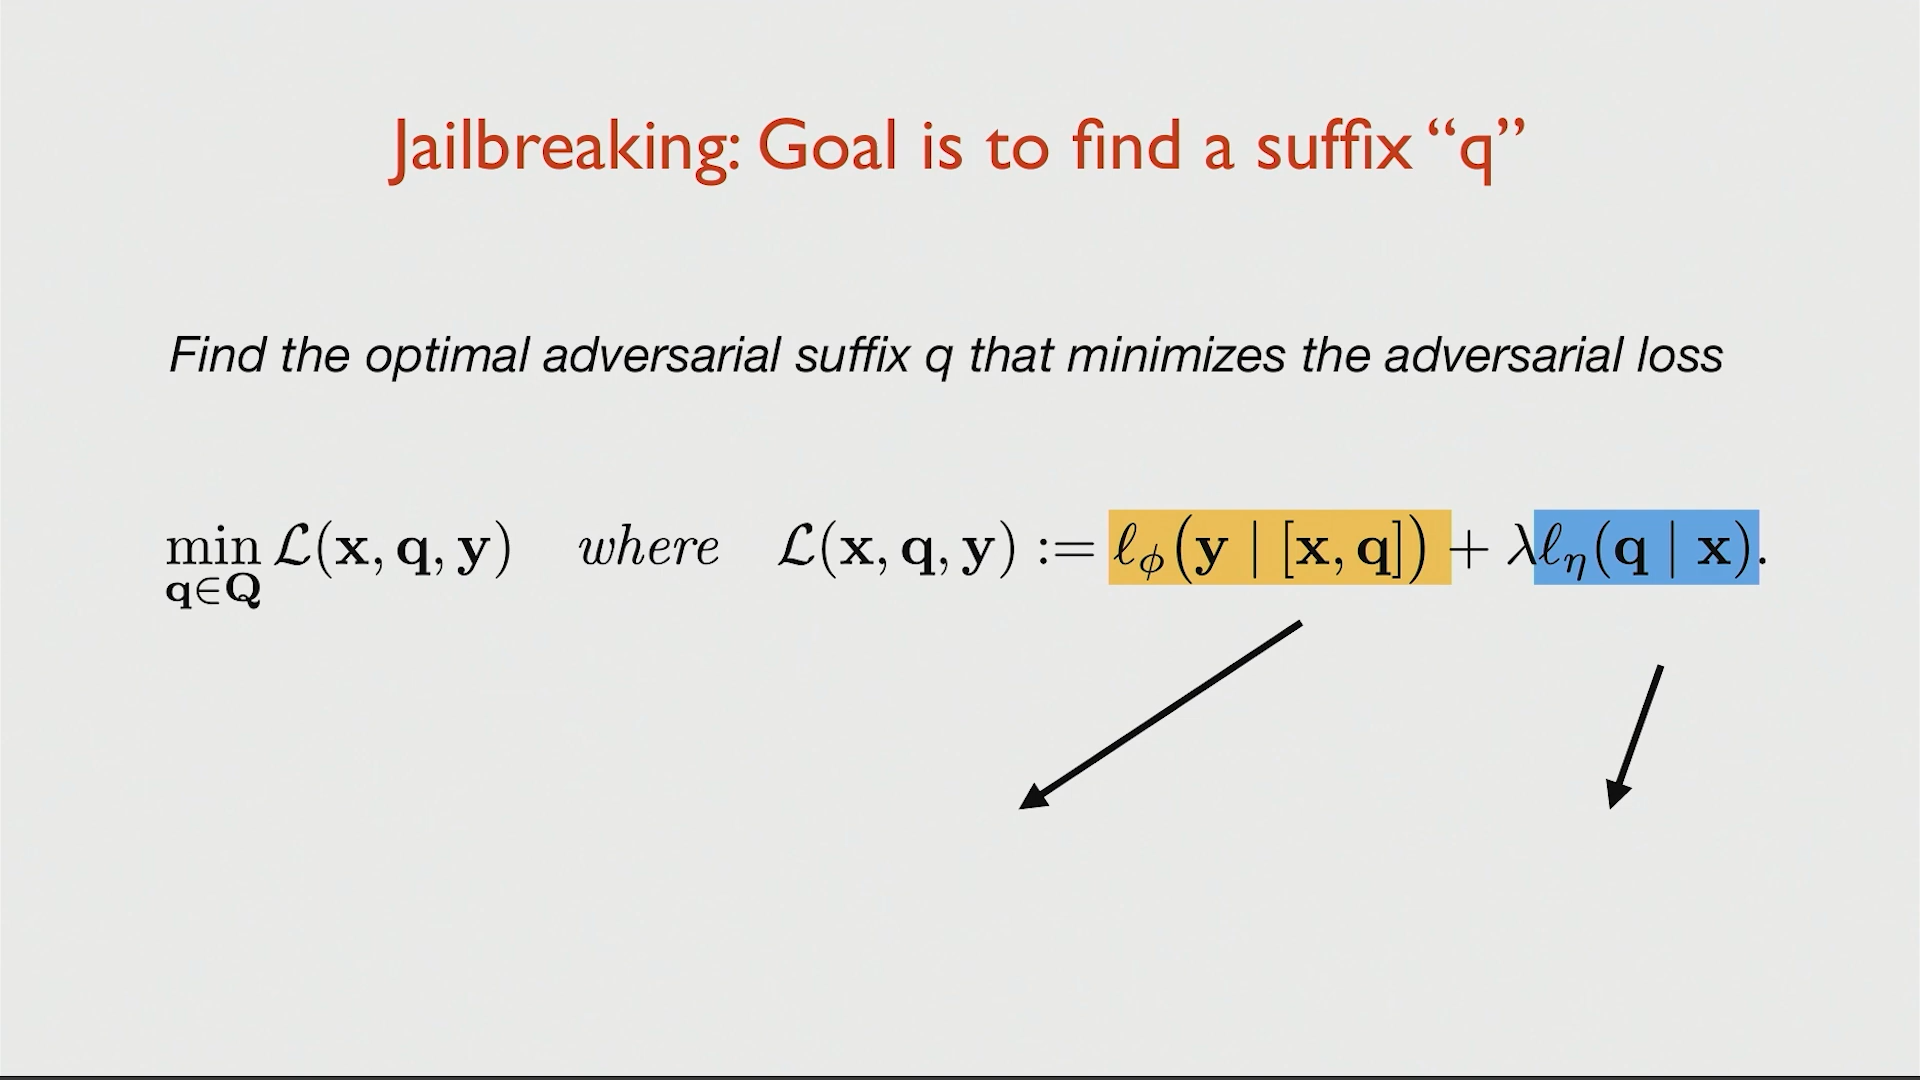 Jailbreaking: Goal is to find a suffix “q”
Find the optimal adversarial suffix q that minimizes the adversarial loss
min 𝓛(𝐱, 𝐪, 𝐲) where 𝓛(𝐱, 𝐪, 𝐲) := ℓ_ϕ(𝐲 | [𝐱, 𝐪]) + λℓ_η(𝐪 | 𝐱).
𝐪∈𝐐